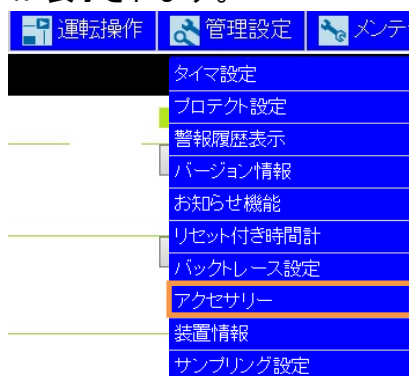 が表示されます。
運転操作 管理設定 メンテ
タイマ設定
プロテクト設定
警報履歴表示
バージョン情報
お知らせ機能
リセット付き時間計
バックトレース設定
アクセサリー
装置情報
サンプリング設定